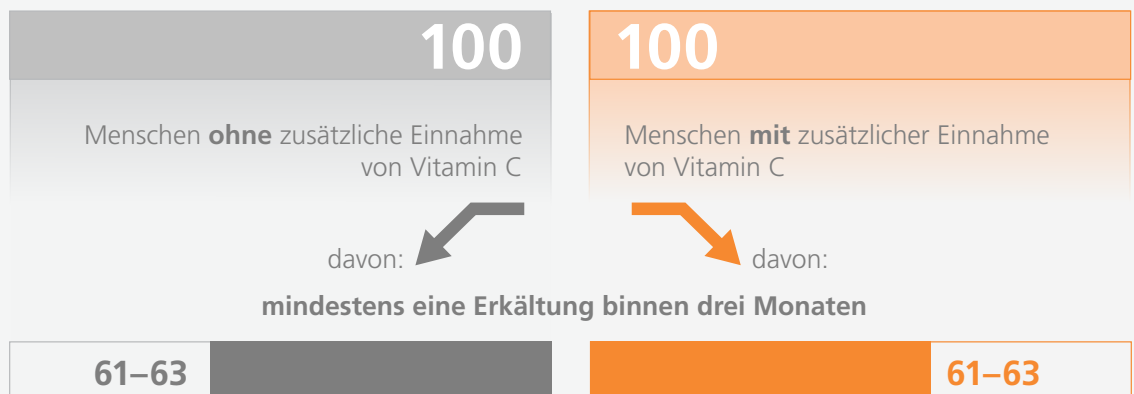 100
Menschen ohne zusätzliche Einnahme
von Vitamin C
davon:
100
Menschen mit zusätzlicher Einnahme
von Vitamin C
davon:
mindestens eine Erkältung binnen drei Monaten
61–63
61–63